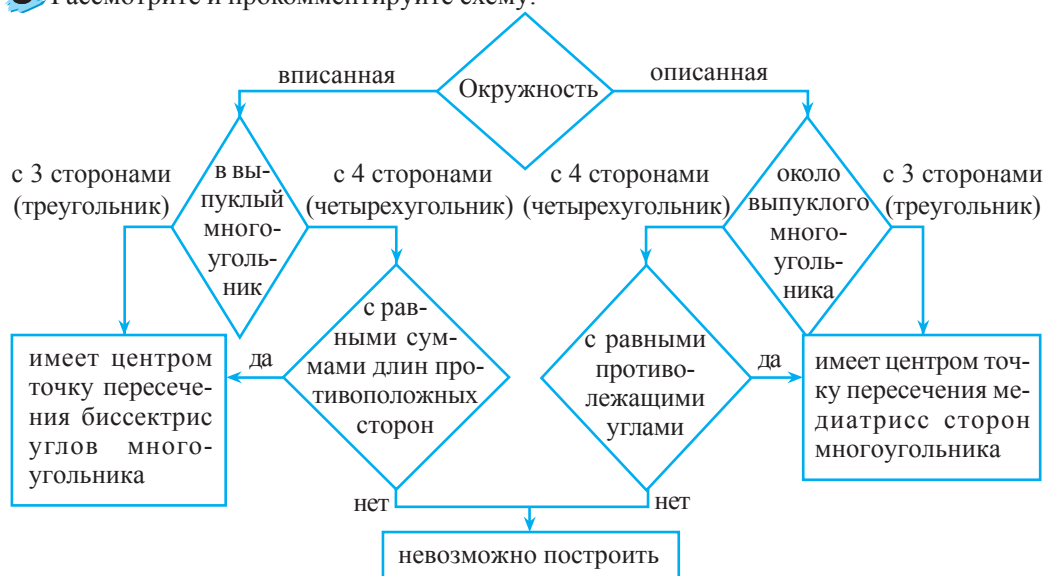 Рассмотрите и прокомментируйте схему:
вписанная
Окружность
описанная
с 3 сторонами
(треугольник)
в вы-
пуклый
много-
уголь-
ник
с 4 сторонами
(четырехугольник)
с 4 сторонами
(четырехугольник)
около
выпуклого
много-
уголь-
ника
с 3 сторонами
(треугольник)
имеет центром
точку пересече-
ния биссектрис
углов много-
угольника
да
с рав-
ными сум-
мами длин про-
тивоположных
сторон
с равными
противо-
лежащими
углами
да
имеет центром точ-
ку пересечения ме-
диатрисс сторон
многоугольника
нет
нет
невозможно построить